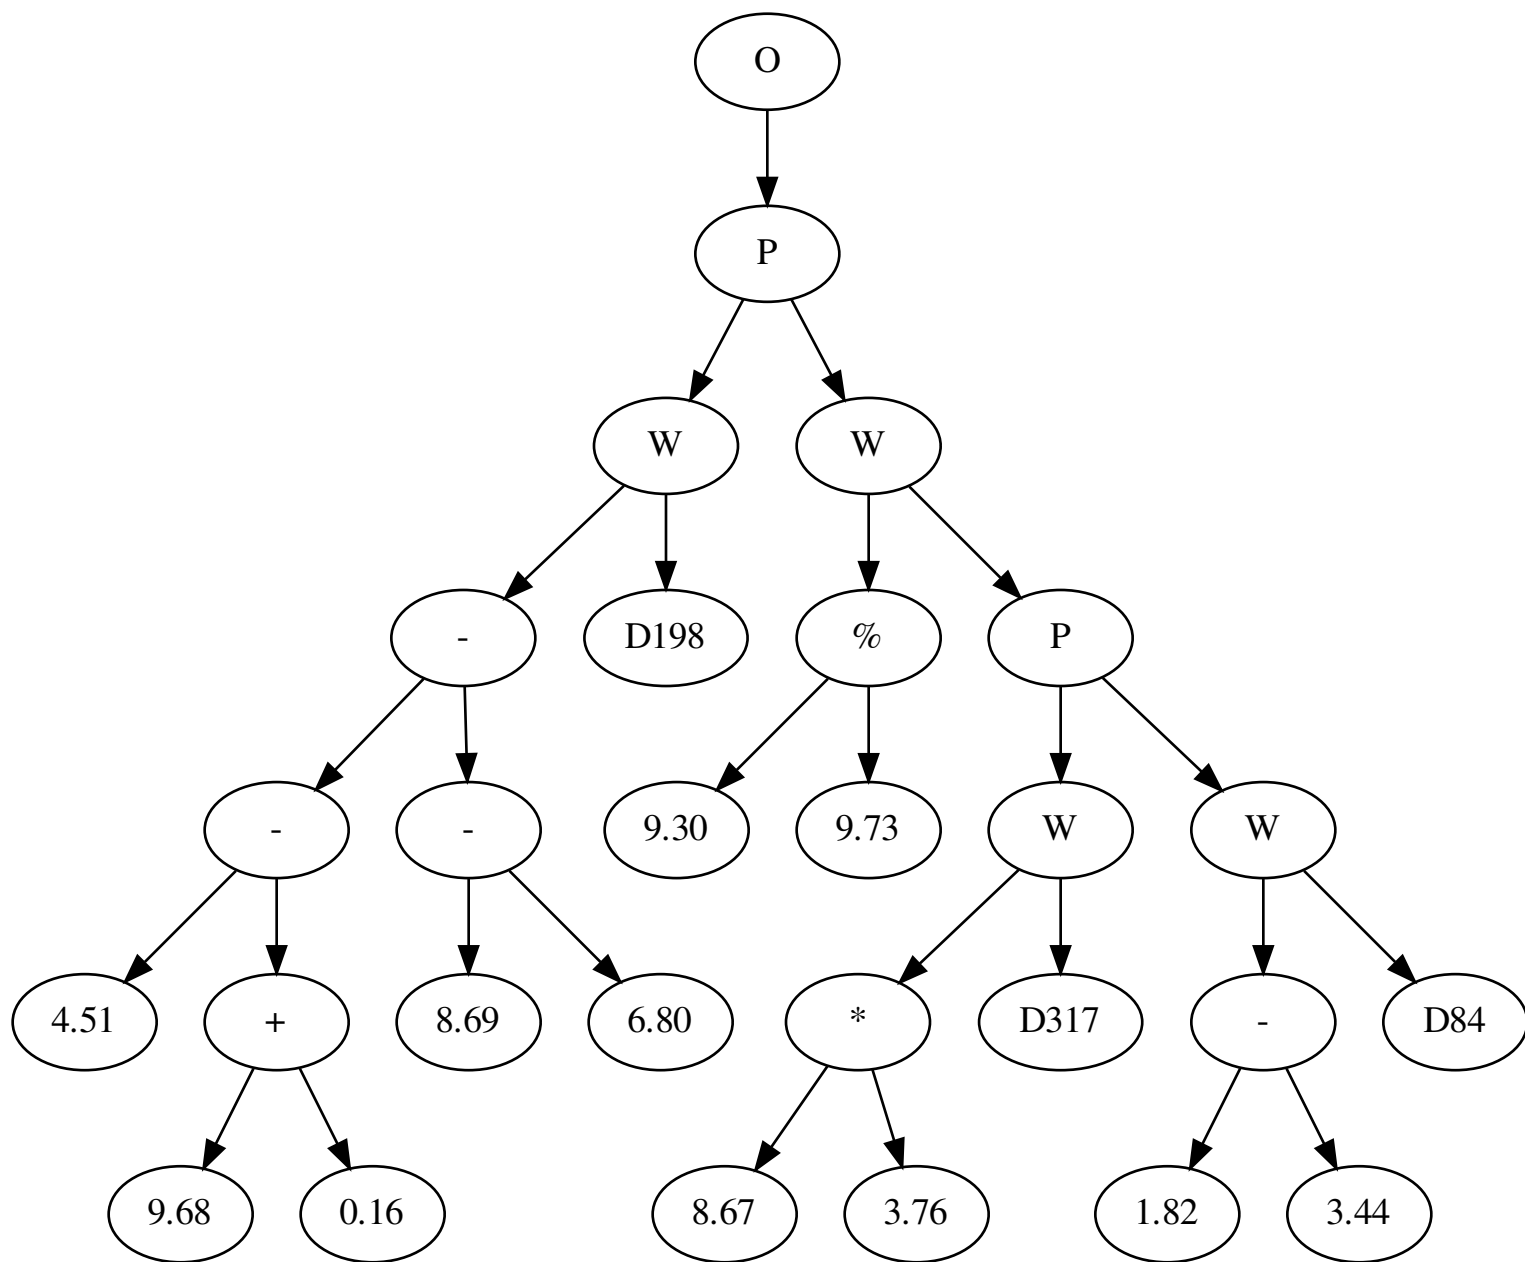 O
P
W W
- D198 % P
- - 9.30 9.73 W W
4.51 + 8.69 6.80 * D317 - D84
9.68 0.16 8.67 3.76 1.82 3.44